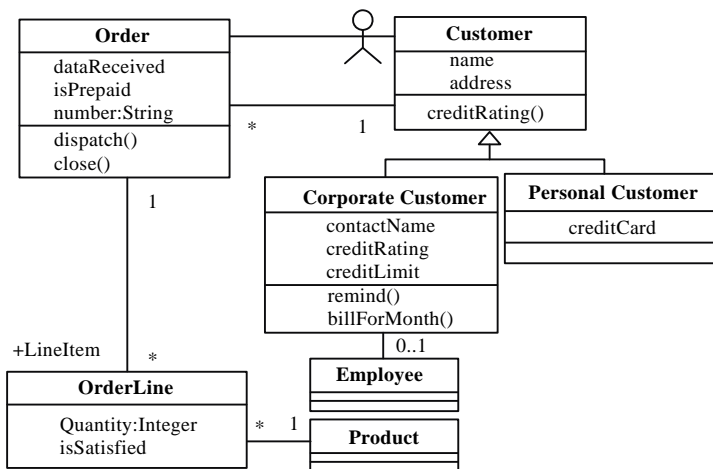 Order
dataReceived
isPrepaid
number:String
dispatch()
close()
Customer
name
address
creditRating()
*
1
1
Corporate Customer
contactName
creditRating
creditLimit
remind()
billForMonth()
Personal Customer
creditCard
0..1
Employee
+LineItem
*
OrderLine
Quantity:Integer
isSatisfied
*
1
Product